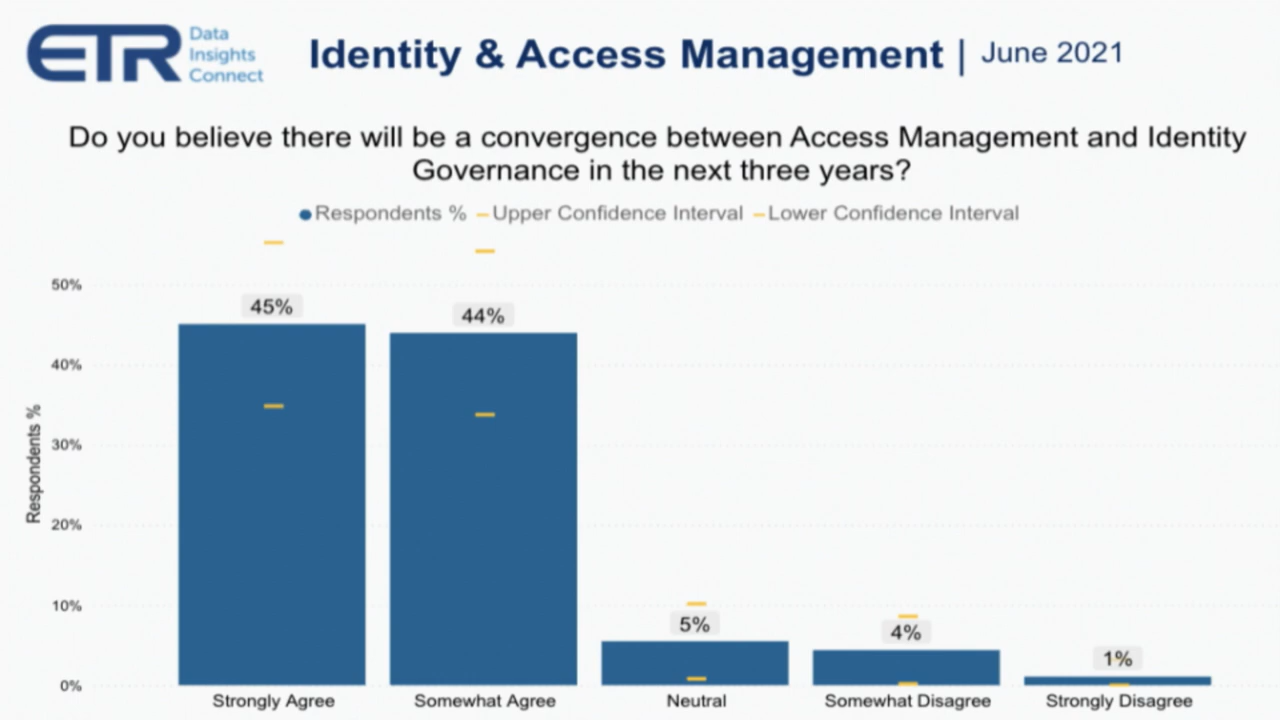 ETR
Data
Insights
Connect
Identity & Access Management | June 2021
Do you believe there will be a convergence between Access Management and Identity
Governance in the next three years?
Respondents % Upper Confidence Interval Lower Confidence Interval
50%
45%
44%
40%
30%
20%
10%
5%
4%
1%
0%
Respondents %
Strongly Agree Somewhat Agree Neutral Somewhat Disagree Strongly Disagree